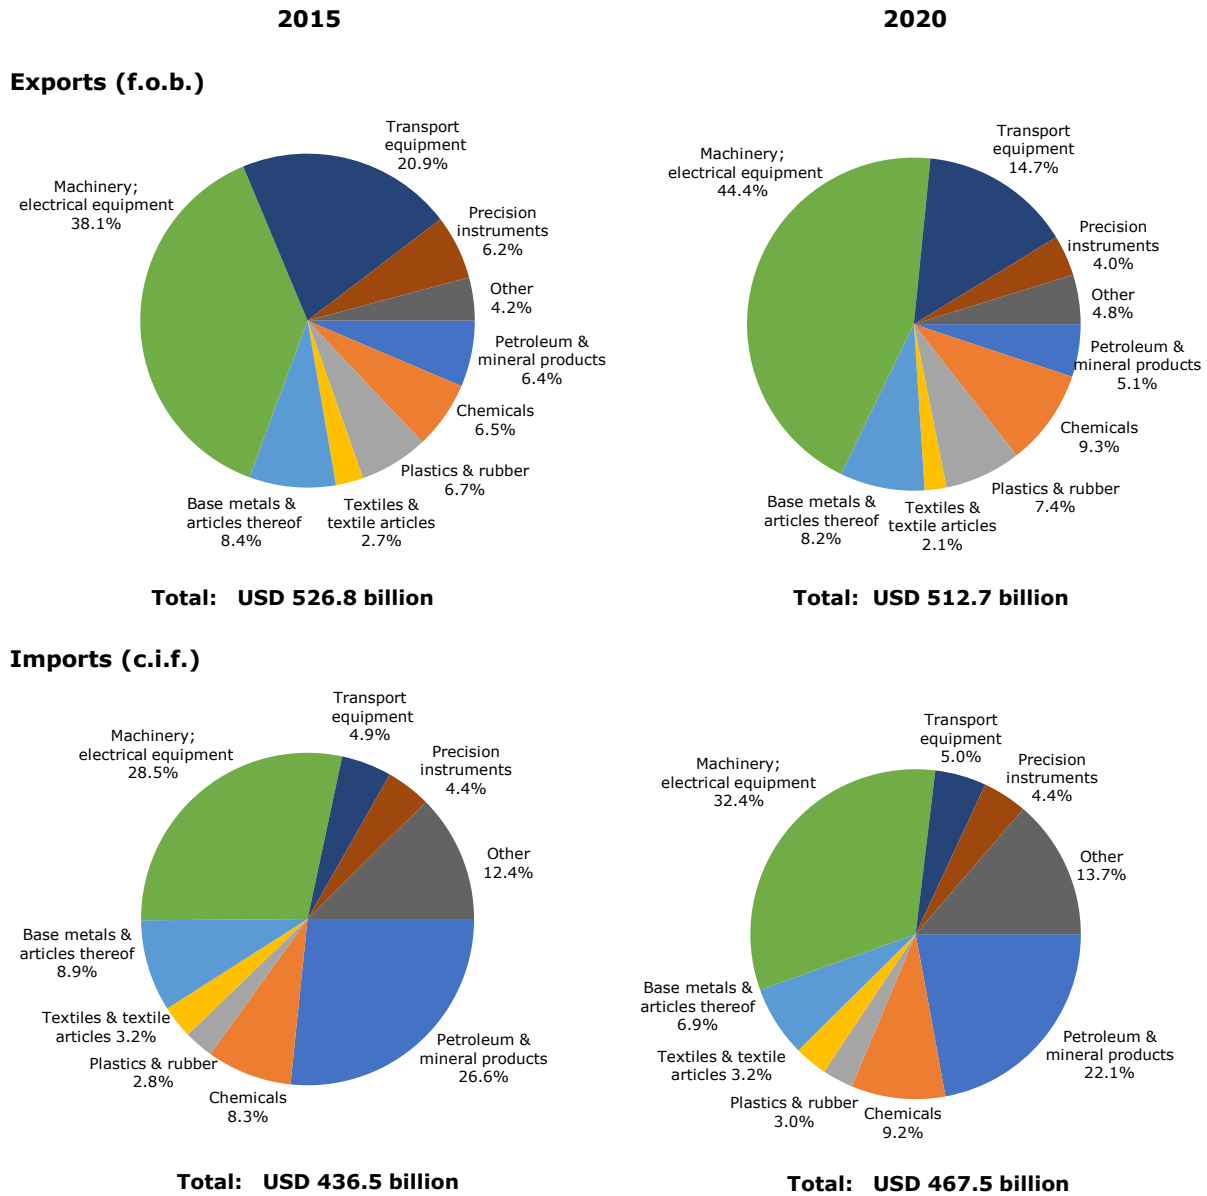 2015
2020
Exports (f.o.b.)
Transport
equipment
20.9%
Machinery;
electrical equipment
38.1%
Precision
instruments
6.2%
Other
4.2%
Petroleum &
mineral products
6.4%
Chemicals
6.5%
Plastics & rubber
6.7%
Textiles &
textile articles
2.7%
Base metals &
articles thereof
8.4%
Total: USD 526.8 billion
Transport
equipment
14.7%
Machinery;
electrical equipment
44.4%
Precision
instruments
4.0%
Other
4.8%
Petroleum &
mineral products
5.1%
Chemicals
9.3%
Plastics & rubber
7.4%
Textiles &
textile articles
2.1%
Base metals &
articles thereof
8.2%
Total: USD 512.7 billion
Imports (c.i.f.)
Transport
equipment
4.9%
Machinery;
electrical equipment
28.5%
Precision
instruments
4.4%
Other
12.4%
Petroleum &
mineral products
26.6%
Chemicals
8.3%
Plastics & rubber
2.8%
Textiles & textile
articles 3.2%
Base metals &
articles thereof
8.9%
Total: USD 436.5 billion
Transport
equipment
5.0%
Machinery;
electrical equipment
32.4%
Precision
instruments
4.4%
Other
13.7%
Petroleum &
mineral products
22.1%
Chemicals
9.2%
Plastics & rubber
3.0%
Textiles & textile
articles 3.2%
Base metals &
articles thereof
6.9%
Total: USD 467.5 billion